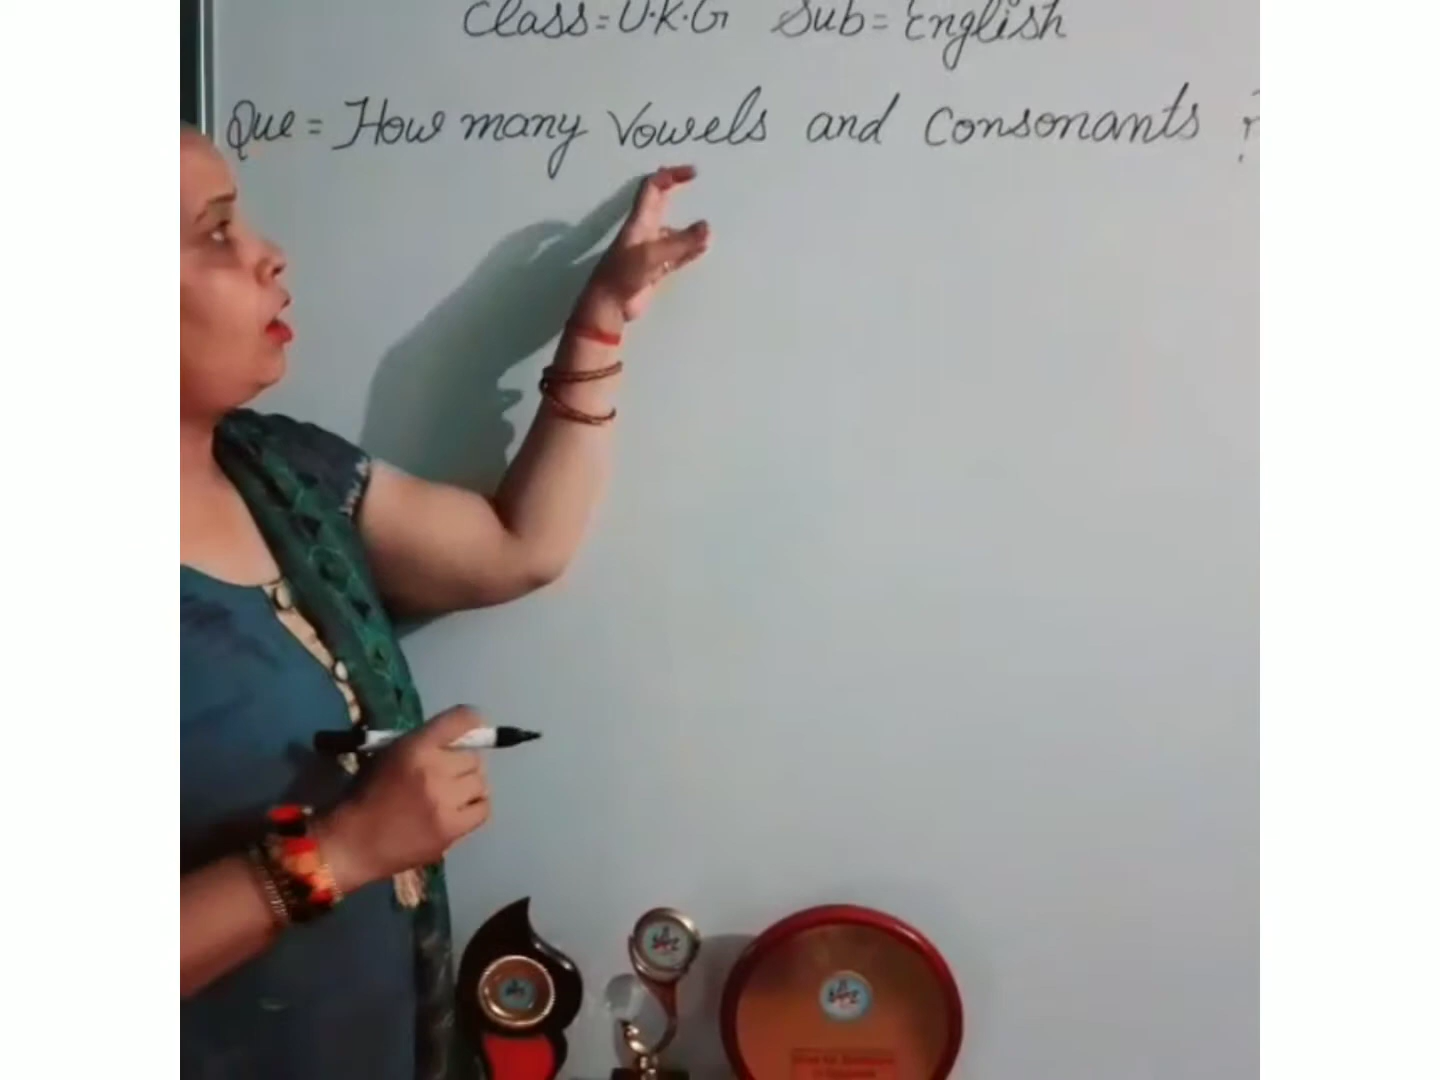 Class = U.K.G Sub = English
Que = How many Vowels and Consonants ?